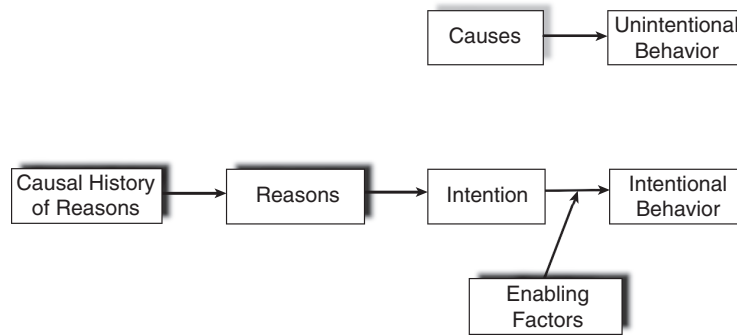 Causes
Unintentional
Behavior
Causal History
of Reasons
Reasons
Intention
Intentional
Behavior
Enabling
Factors